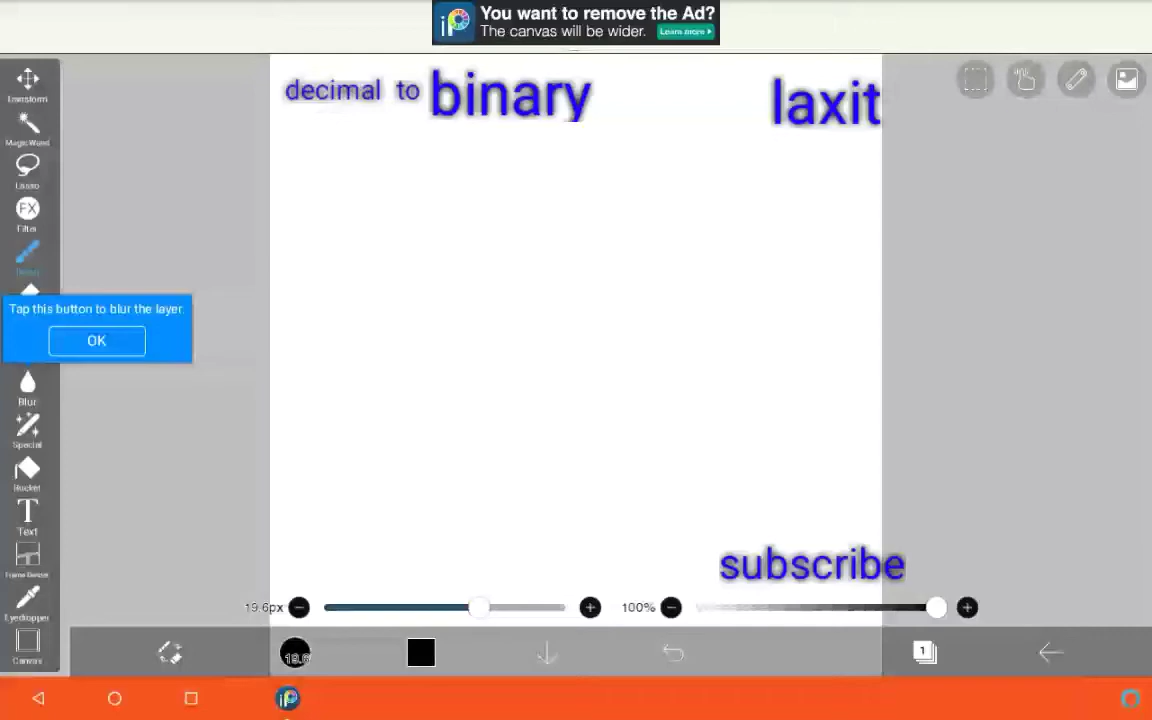 You want to remove the Ad?
The canvas will be wider.
Learn more
decimal to binary
laxit
Transform
Magic Wand
Lasso
FX
Filter
Tap this button to blur the layer.
OK
Blur
Special
Bucket
T
Text
Frame Divider
Eyedropper
Canvas
subscribe
19.6px
100%
19.6
1